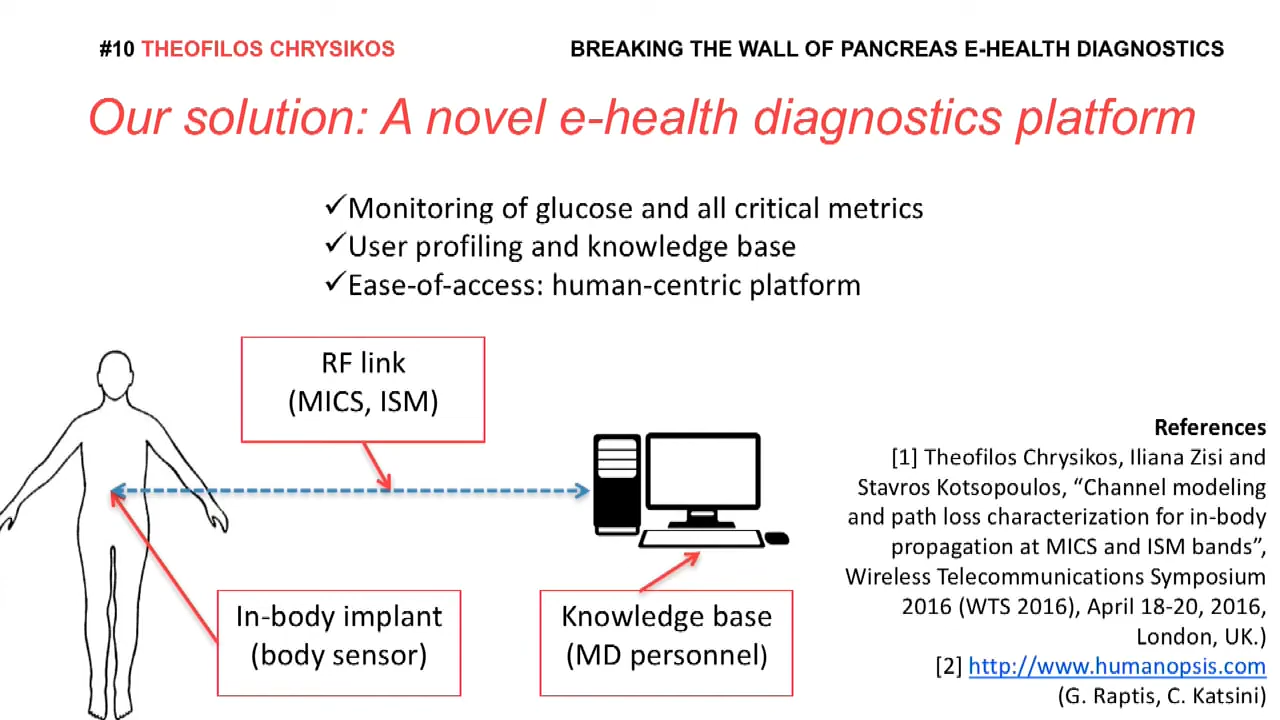 #10 THEOFILOS CHRYSIKOS BREAKING THE WALL OF PANCREAS E-HEALTH DIAGNOSTICS
Our solution: A novel e-health diagnostics platform
✓Monitoring of glucose and all critical metrics
✓User profiling and knowledge base
✓Ease-of-access: human-centric platform
RF link
(MICS, ISM)
In-body implant
(body sensor)
Knowledge base
(MD personnel)
References
[1] Theofilos Chrysikos, Iliana Zisi and
Stavros Kotsopoulos, “Channel modeling
and path loss characterization for in-body
propagation at MICS and ISM bands”,
Wireless Telecommunications Symposium
2016 (WTS 2016), April 18-20, 2016,
London, UK.)
[2] http://www.humanopsis.com
(G. Raptis, C. Katsini)